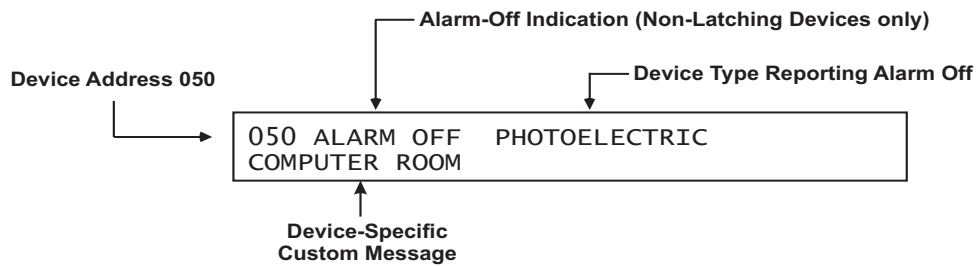 Alarm-Off Indication (Non-Latching Devices only)
Device Address 050
Device Type Reporting Alarm Off
050 ALARM OFF PHOTOELECTRIC
COMPUTER ROOM
Device-Specific
Custom Message